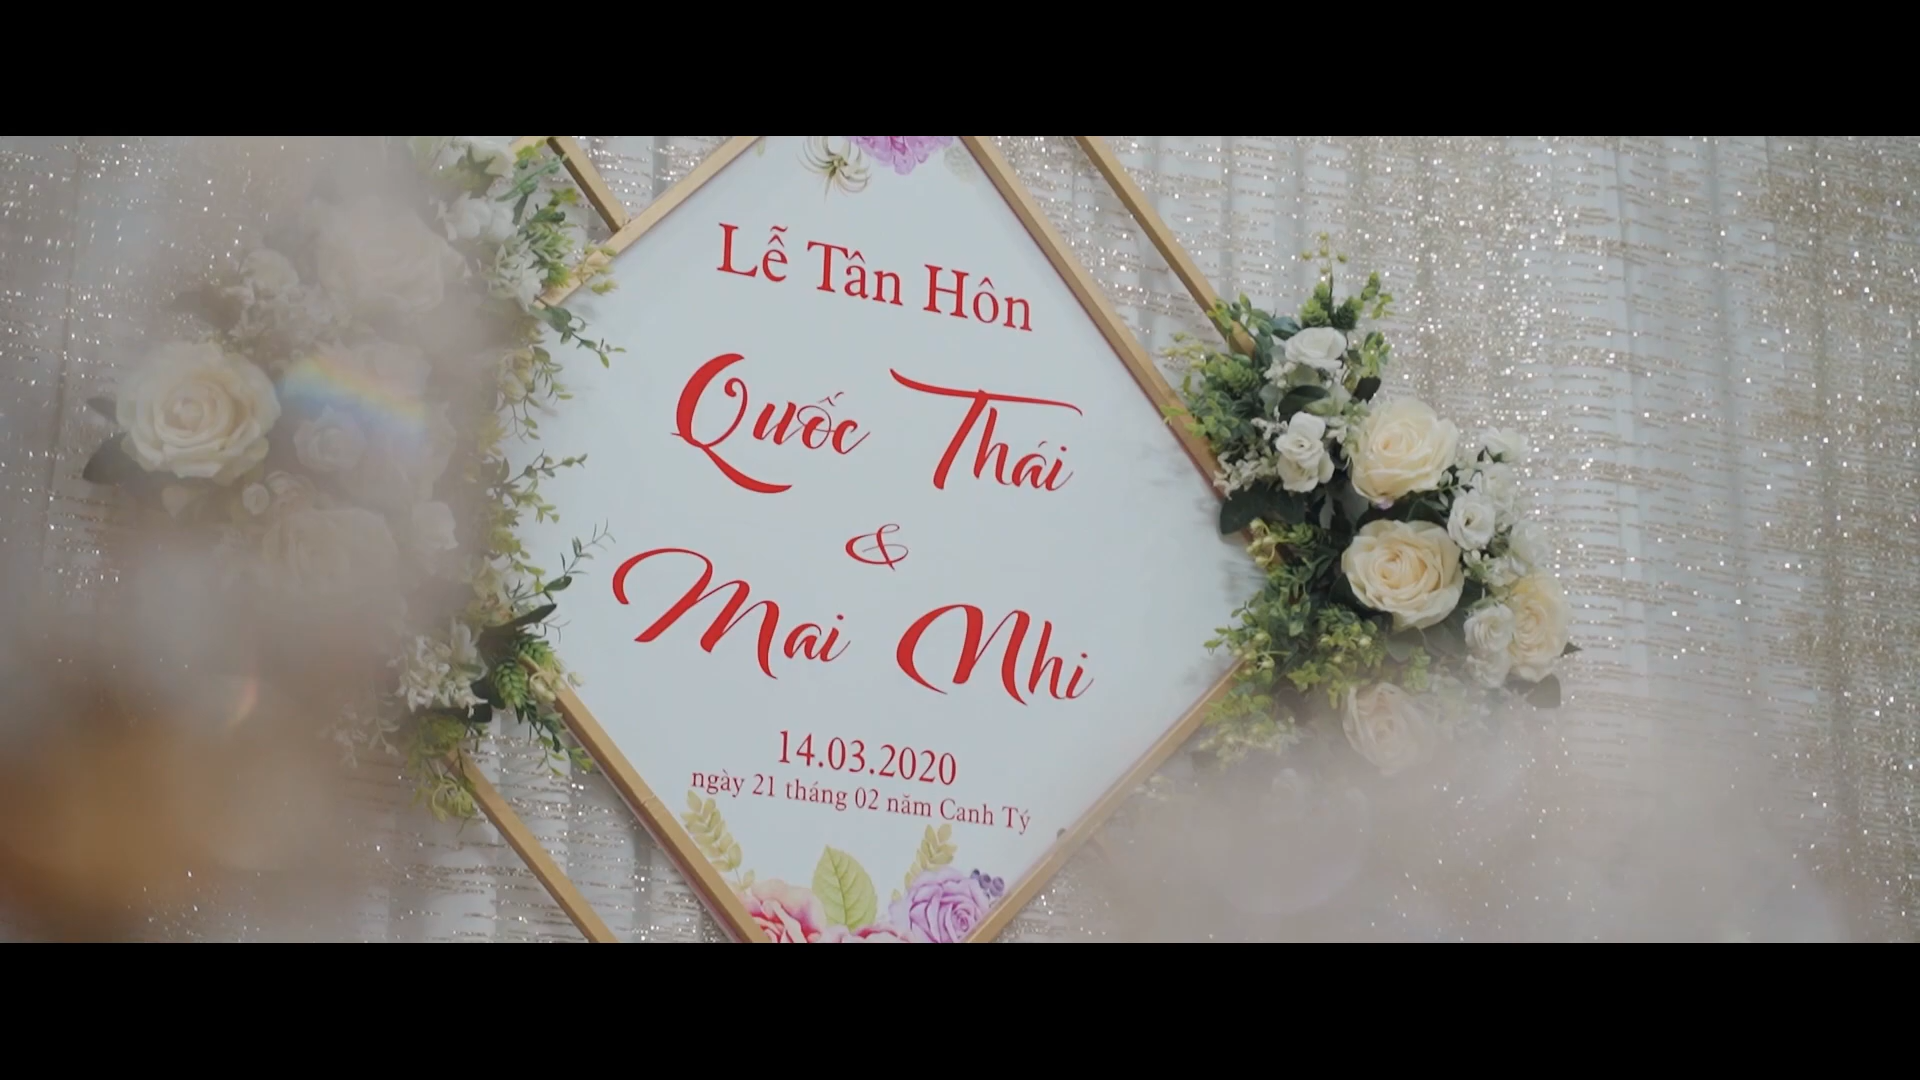 Lễ Tân Hôn
Quốc Thái
&
Mai Nhi
14.03.2020
ngày 21 tháng 02 năm Canh Tý